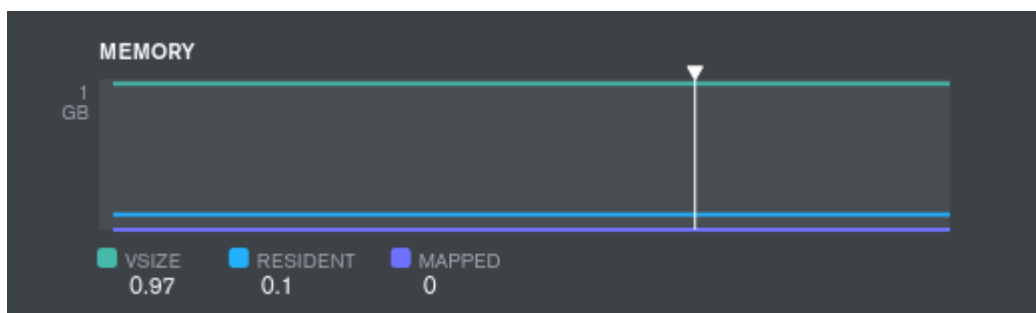 MEMORY
1
GB
VSIZE RESIDENT MAPPED
0.97 0.1 0